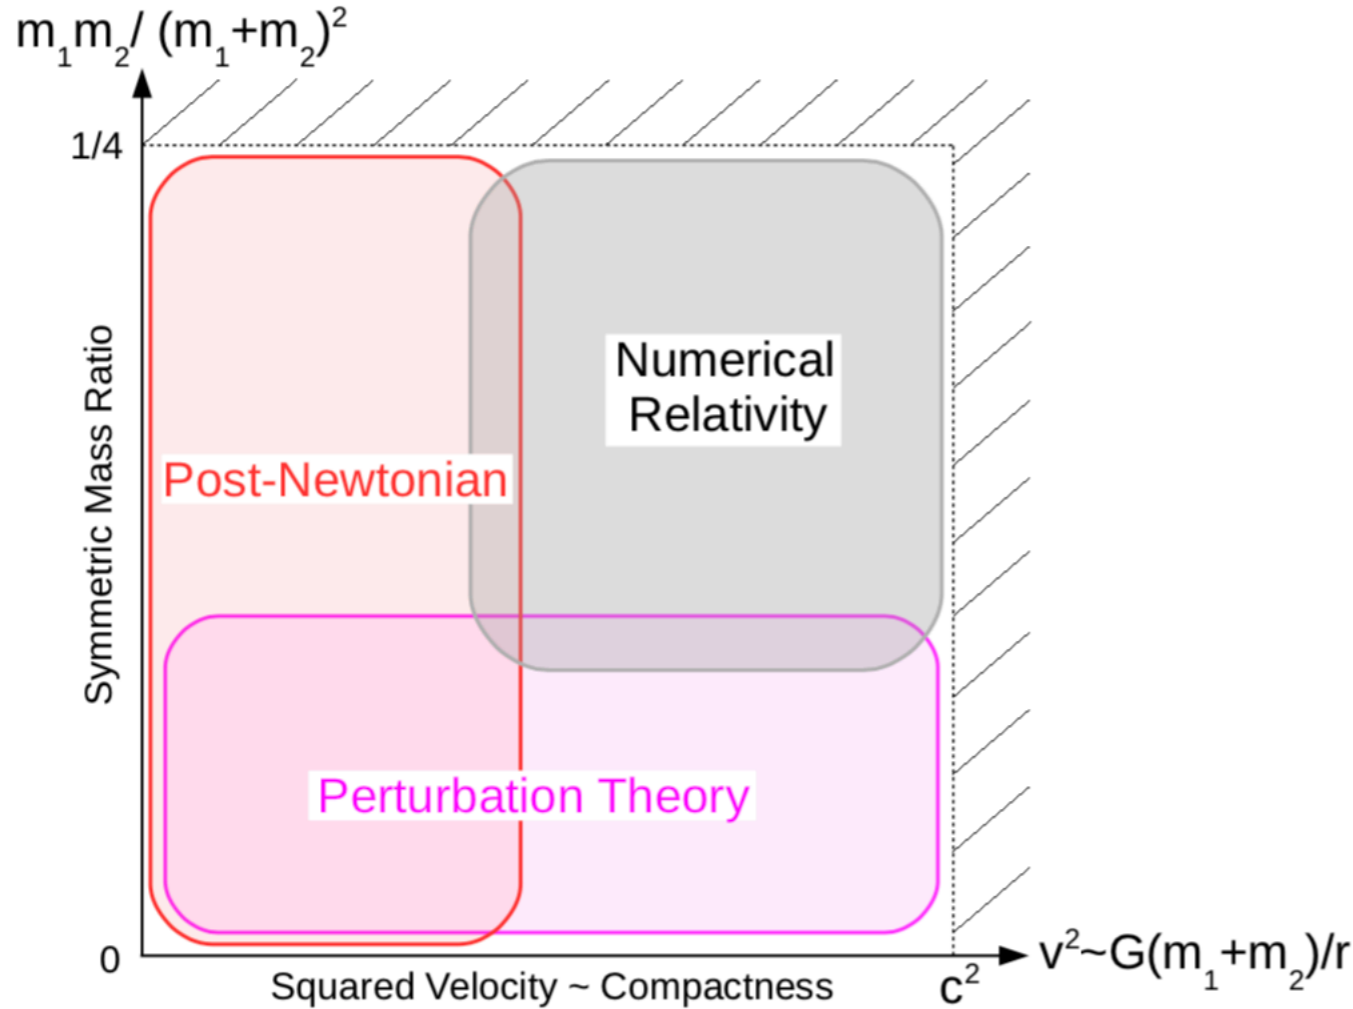 m₁m₂/ (m₁+m₂)²
1/4
Numerical
Relativity
Symmetric Mass Ratio
Post-Newtonian
Perturbation Theory
0
v²~G(m₁+m₂)/r
Squared Velocity ~ Compactness
c²